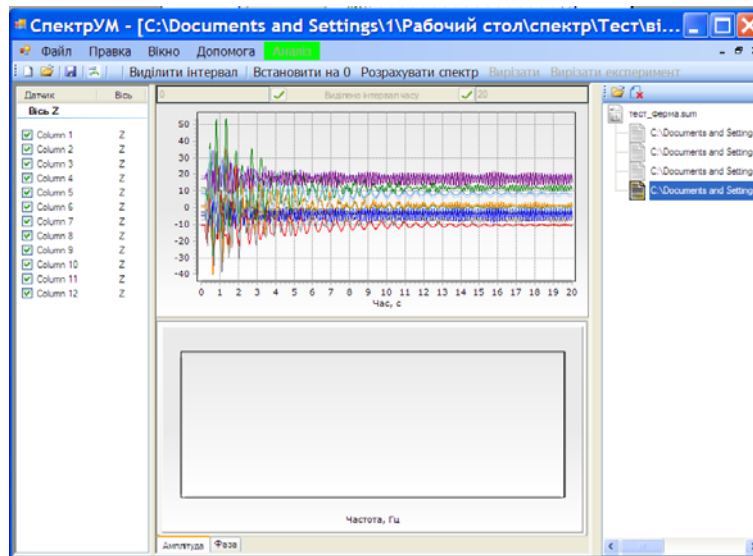 СпектрУМ - [C:\Documents and Settings\1\Рабочий стол\спектр\Тест\ві...
Файл Правка Вікно Допомога Аналіз
Виділити інтервал Встановити на 0 Розрахувати спектр Вирізати Вирізати експеримент
Датчик Вісь
Вісь Z
Column 1 Z
Column 2 Z
Column 3 Z
Column 4 Z
Column 5 Z
Column 6 Z
Column 7 Z
Column 8 Z
Column 9 Z
Column 10 Z
Column 11 Z
Column 12 Z
0 Виділено інтервал часу 20
50
40
30
20
10
0
-10
-20
-30
-40
0 1 2 3 4 5 6 7 8 9 10 11 12 13 14 15 16 17 18 19 20
Час, с
Частота, Гц
Амплітуда Фаза
тест_ферма.sum
C:\Documents and Setting
C:\Documents and Setting
C:\Documents and Setting
C:\Documents and Setting